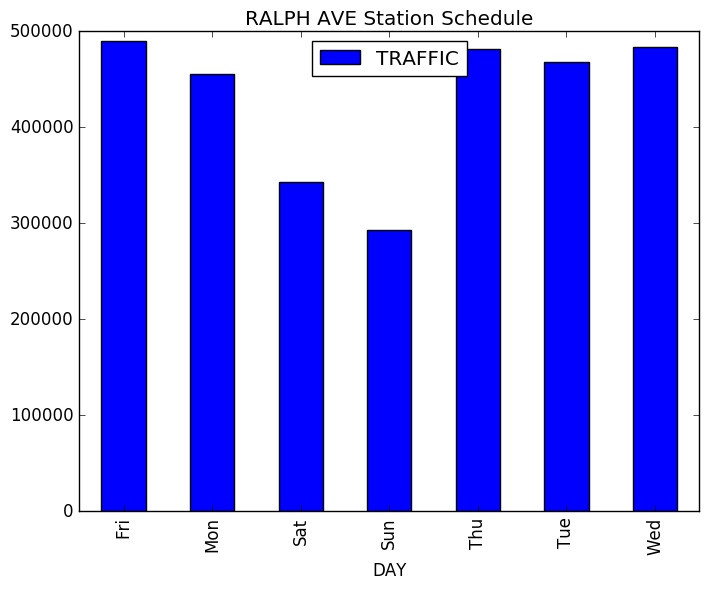 RALPH AVE Station Schedule
TRAFFIC
500000
400000
300000
200000
100000
0
Fri Mon Sat Sun Thu Tue Wed
DAY